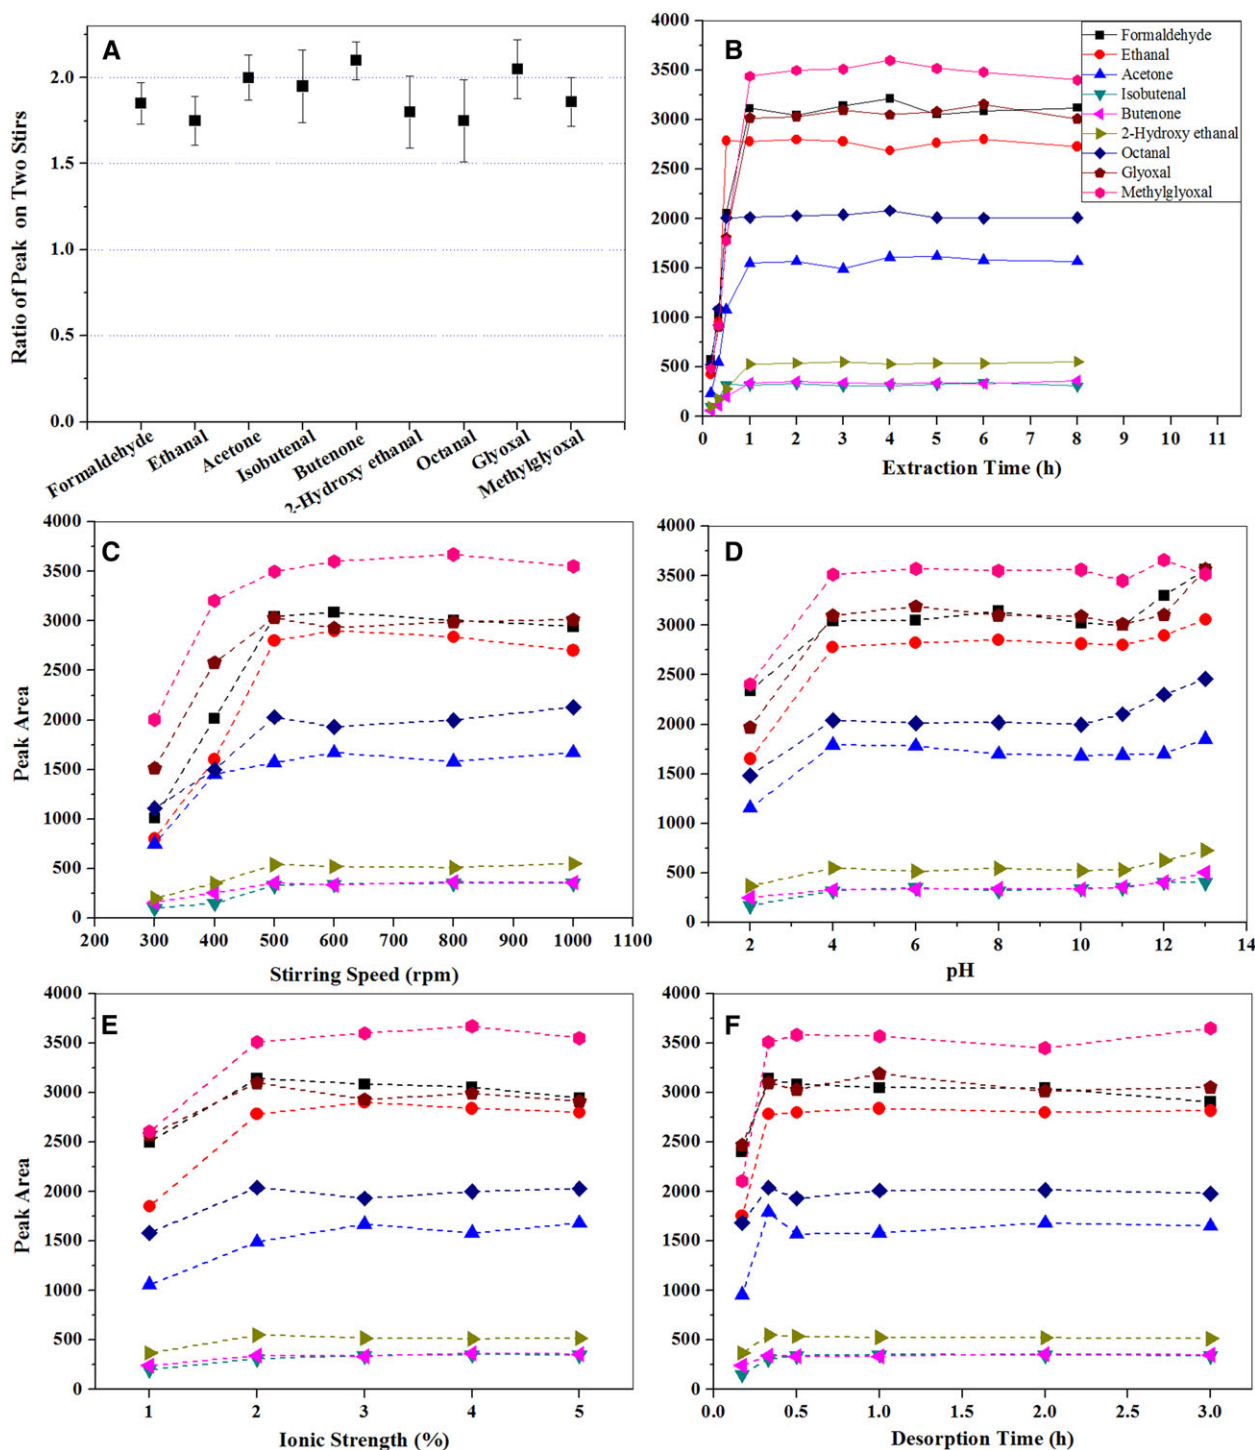 A
Ratio of Peak on Two Stirs
2.0
1.5
1.0
0.5
0.0
Formaldehyde
Ethanal
Acetone
Isobutenal
Butenone
2-Hydroxy ethanal
Octanal
Glyoxal
Methylglyoxal
B
4000
3500
3000
2500
2000
1500
1000
500
0
Formaldehyde
Ethanal
Acetone
Isobutenal
Butenone
2-Hydroxy ethanal
Octanal
Glyoxal
Methylglyoxal
0 1 2 3 4 5 6 7 8 9 10 11
Extraction Time (h)
C
Peak Area
4000
3500
3000
2500
2000
1500
1000
500
0
200 300 400 500 600 700 800 900 1000 1100
Stirring Speed (rpm)
D
4000
3500
3000
2500
2000
1500
1000
500
0
2 4 6 8 10 12 14
pH
E
Peak Area
4000
3500
3000
2500
2000
1500
1000
500
0
1 2 3 4 5
Ionic Strength (%)
F
4000
3500
3000
2500
2000
1500
1000
500
0
0.0 0.5 1.0 1.5 2.0 2.5 3.0
Desorption Time (h)